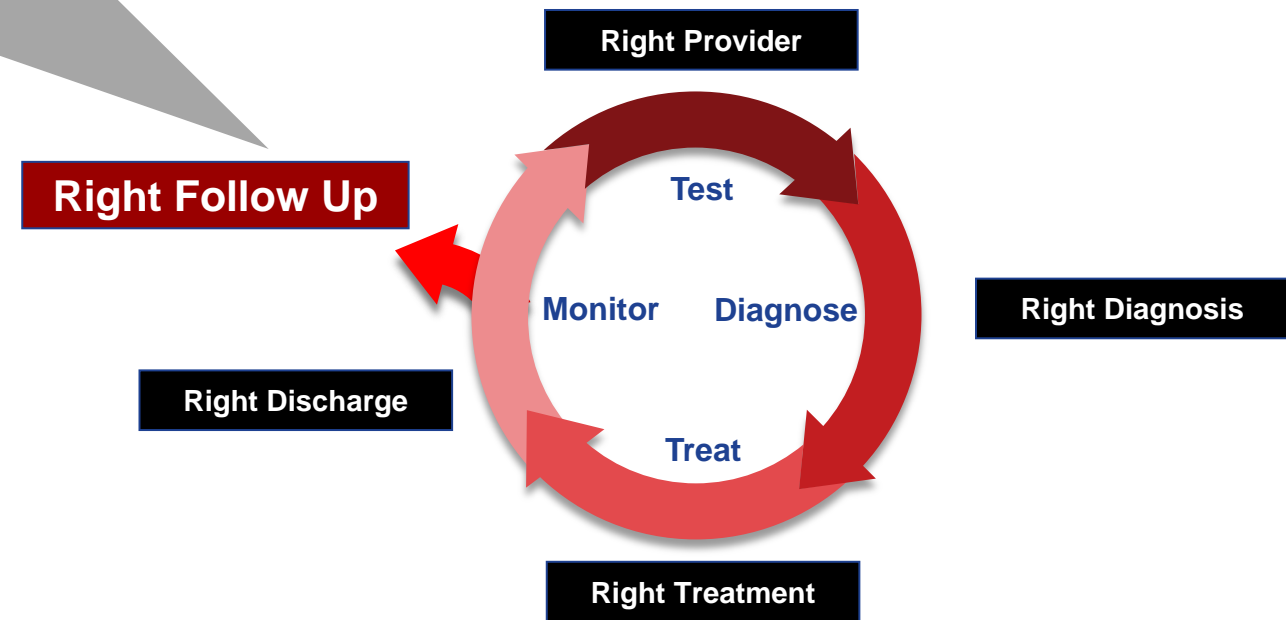 Right Provider
Right Follow Up
Test
Monitor
Diagnose
Right Diagnosis
Right Discharge
Treat
Right Treatment